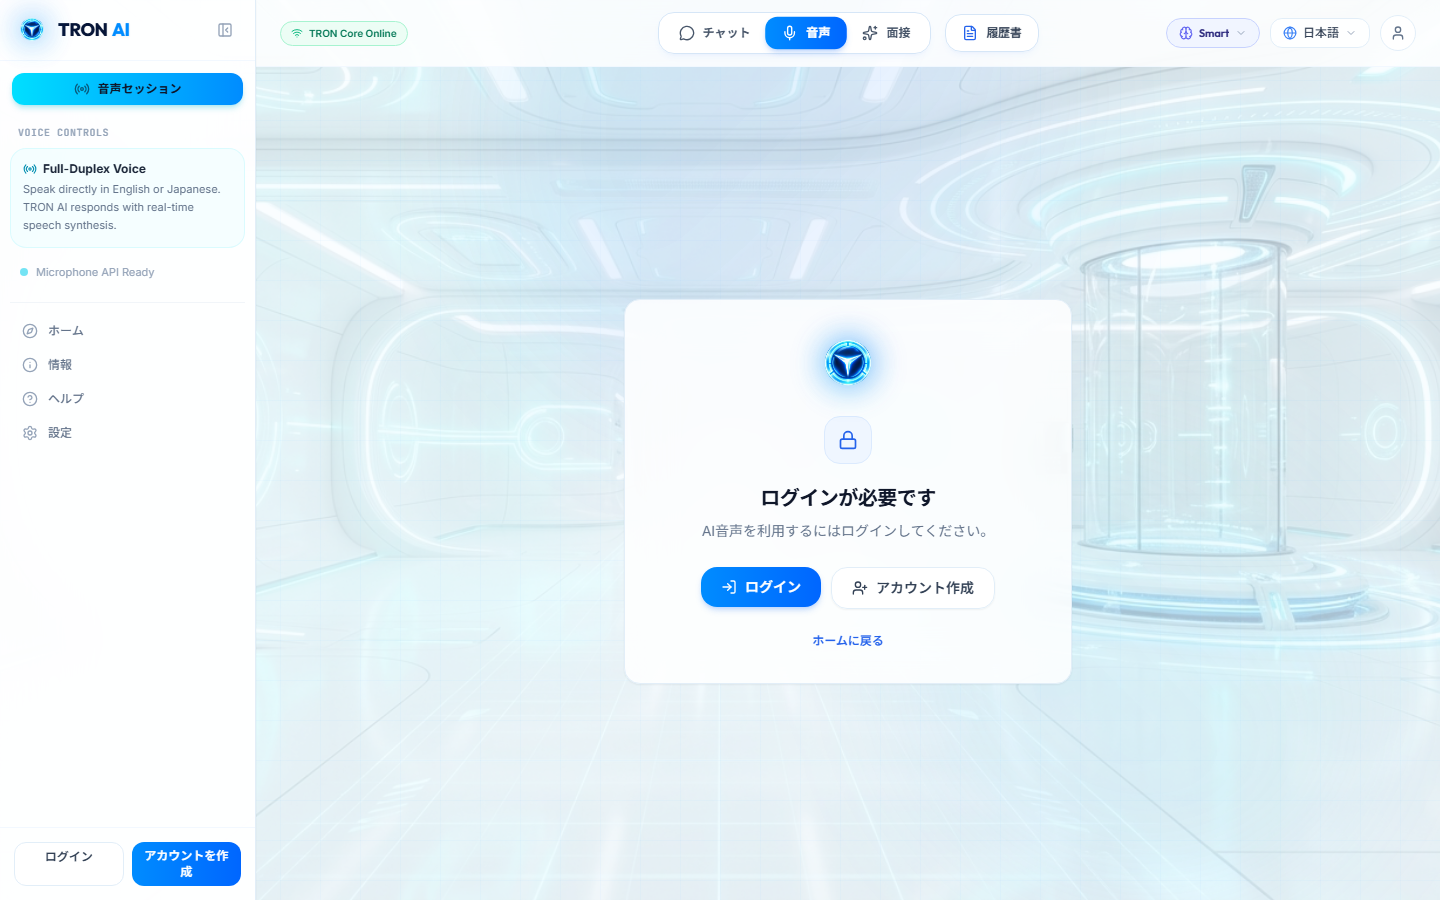 TRON AI
音声セッション
VOICE CONTROLS
Full-Duplex Voice
Speak directly in English or Japanese.
TRON AI responds with real-time
speech synthesis.
Microphone API Ready
ホーム
情報
ヘルプ
設定
ログイン
アカウントを作
成
TRON Core Online
チャット
音声
面接
履歴書
Smart
日本語
ログインが必要です
AI音声を利用するにはログインしてください。
ログイン
アカウント作成
ホームに戻る